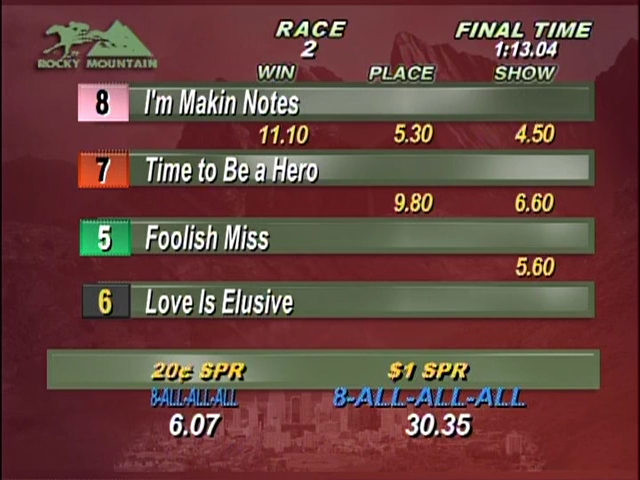 RACE
2
FINAL TIME
1:13.04
ROCKY MOUNTAIN
WIN PLACE SHOW
8 I'm Makin Notes
11.10 5.30 4.50
7 Time to Be a Hero
9.80 6.60
5 Foolish Miss
5.60
6 Love Is Elusive
20¢ SPR $1 SPR
8-ALL-ALL-ALL 8-ALL-ALL-ALL
6.07 30.35